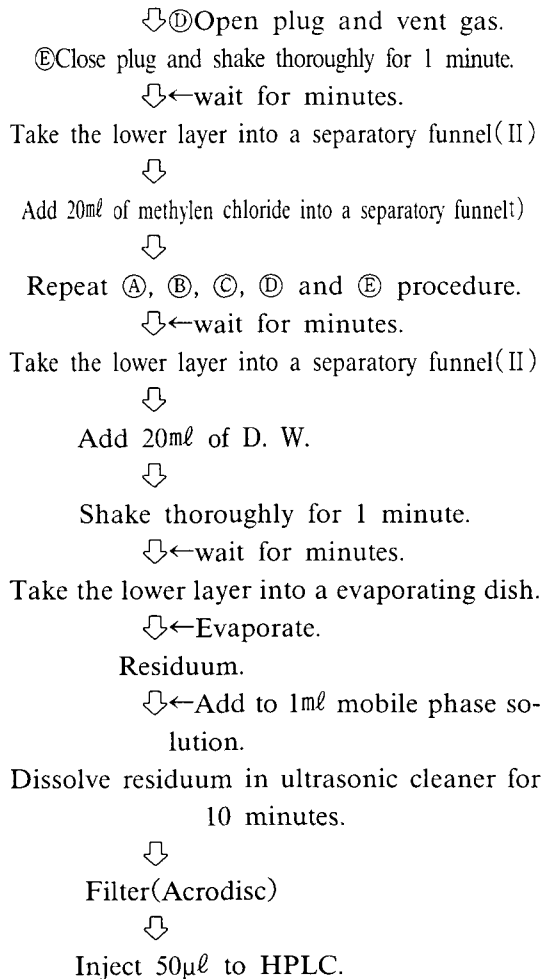 ⇩ⒹOpen plug and vent gas.
ⒺClose plug and shake thoroughly for 1 minute.
⇩←wait for minutes.
Take the lower layer into a separatory funnel(II)
⇩
Add 20mℓ of methylen chloride into a separatory funnelt)
⇩
Repeat Ⓐ, Ⓑ, Ⓒ, Ⓓ and Ⓔ procedure.
⇩←wait for minutes.
Take the lower layer into a separatory funnel(II)
⇩
Add 20mℓ of D. W.
⇩
Shake thoroughly for 1 minute.
⇩←wait for minutes.
Take the lower layer into a evaporating dish.
⇩←Evaporate.
Residuum.
⇩←Add to 1mℓ mobile phase so-
lution.
Dissolve residuum in ultrasonic cleaner for
10 minutes.
⇩
Filter(Acrodisc)
⇩
Inject 50μℓ to HPLC.